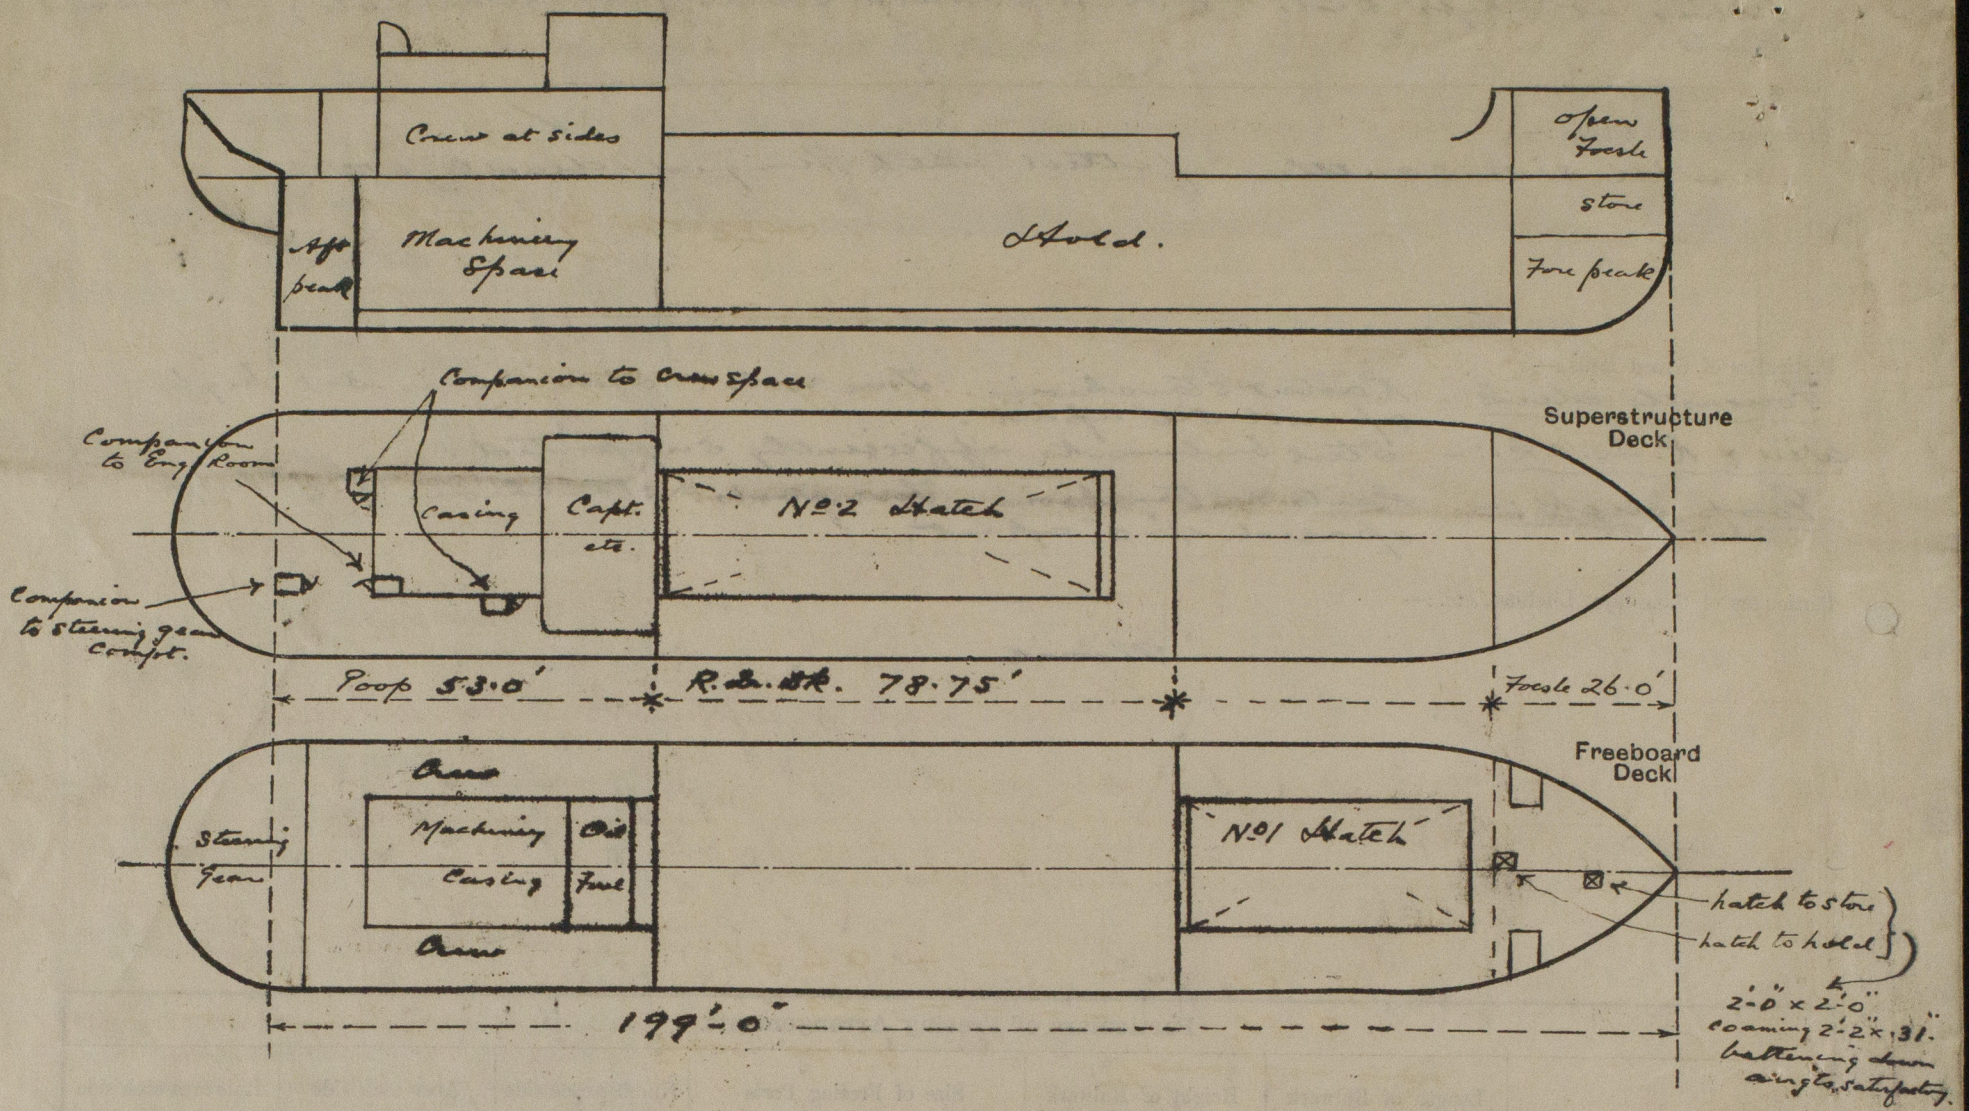 Crew at sides
open
Focsle
store
Aft
peak
Machinery
Space
Hold.
Fore peak
Companion to crew space
Superstructure
Deck
Companion
to Eng. Room
Casing
Capt.
etc.
No. 2 Hatch
Companion
to steering gear
Compt.
Poop 53.0'
R. Qr. Dk. 78.75'
Focsle 26.0'
Freeboard
Deck
Crew
Steering
Gear
Machinery
Casing
Oil
Fuel
No 1 Hatch
Crew
hatch to store
hatch to hold
199'-0"
2'-0" x 2'-0"
Coaming 2'-2" x .31".
battening down
aingts. satisfactory.